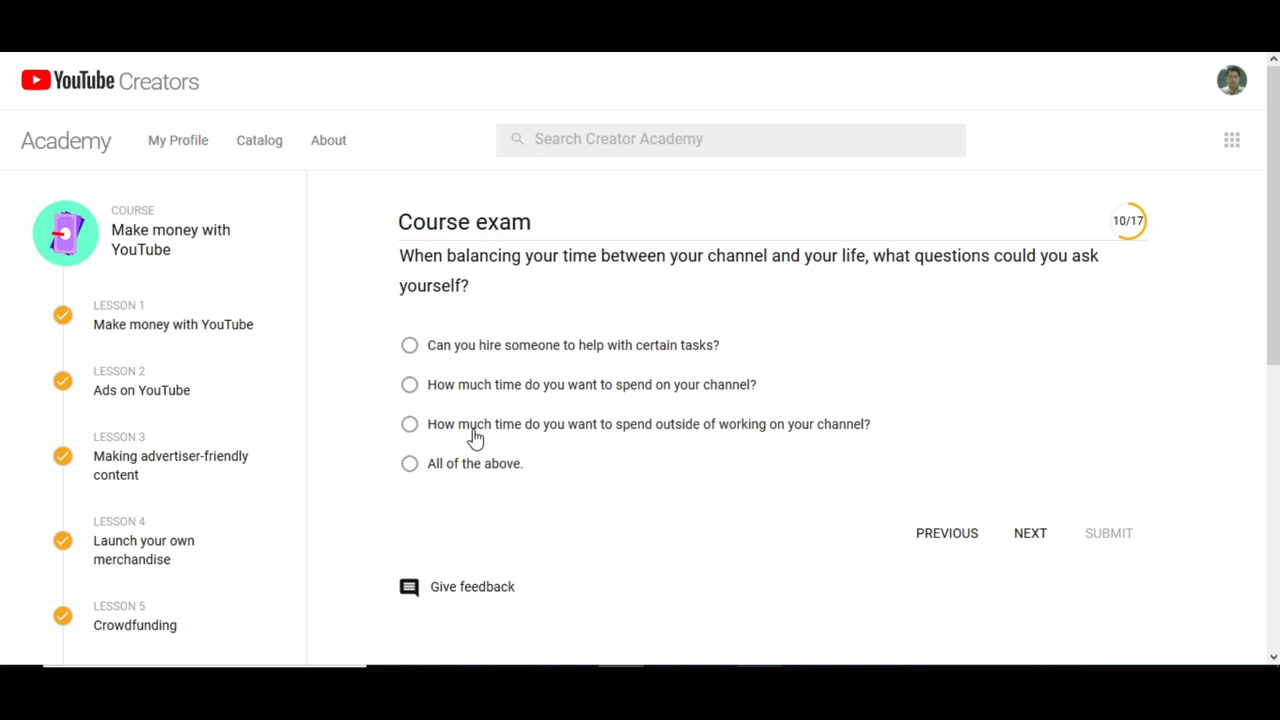 YouTube Creators
Academy
My Profile
Catalog
About
Search Creator Academy
COURSE
Make money with
YouTube
LESSON 1
Make money with YouTube
LESSON 2
Ads on YouTube
LESSON 3
Making advertiser-friendly
content
LESSON 4
Launch your own
merchandise
LESSON 5
Crowdfunding
Course exam
10/17
When balancing your time between your channel and your life, what questions could you ask
yourself?
Can you hire someone to help with certain tasks?
How much time do you want to spend on your channel?
How much time do you want to spend outside of working on your channel?
All of the above.
PREVIOUS
NEXT
SUBMIT
Give feedback